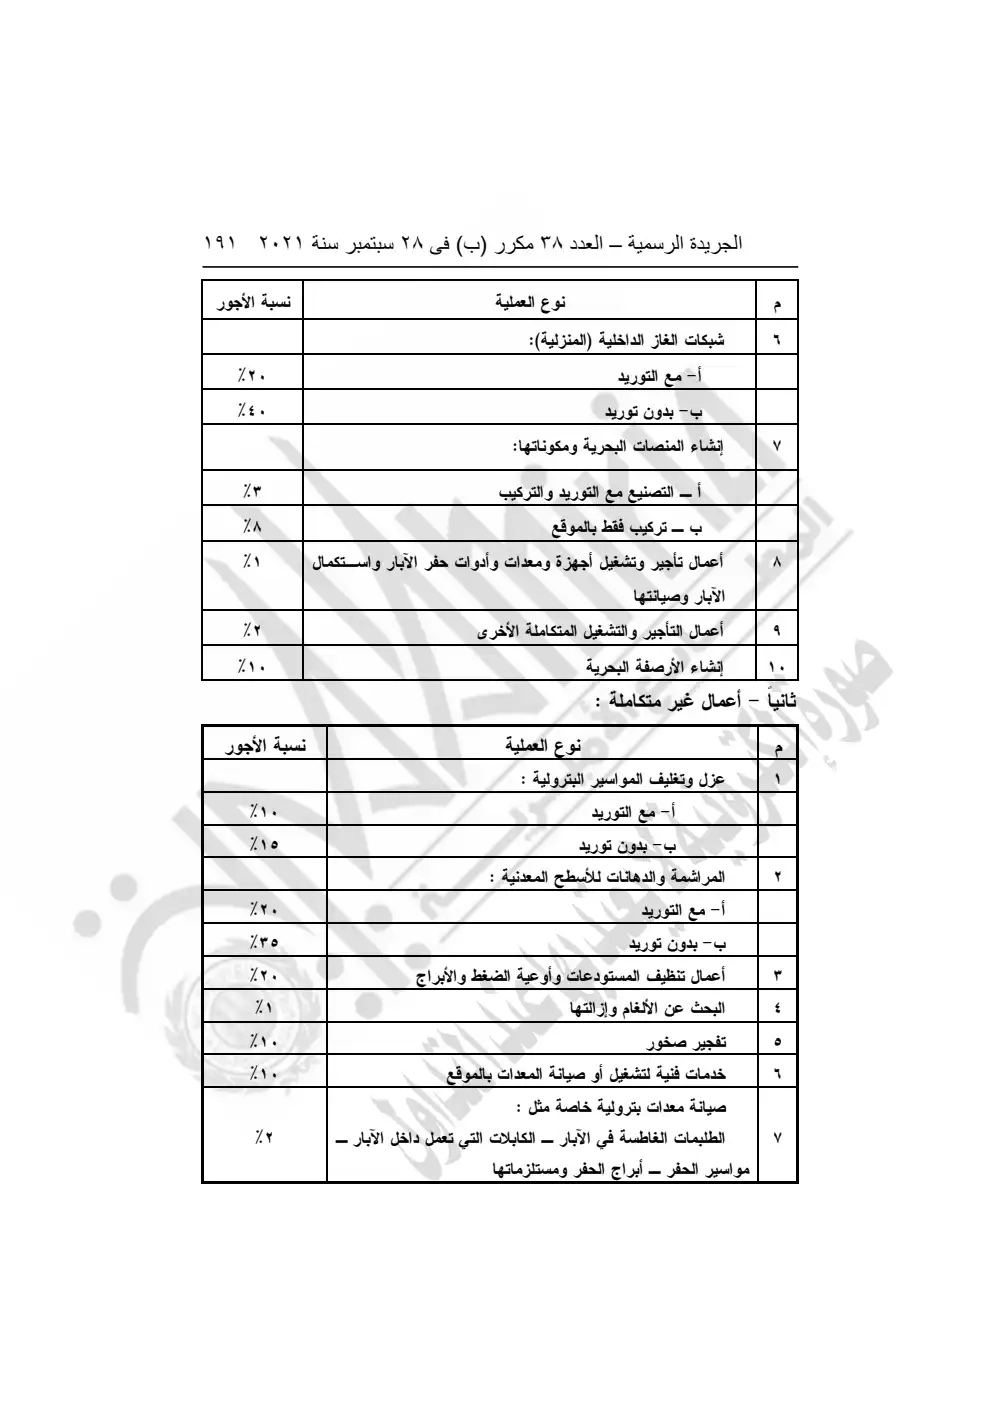 الجريدة الرسمية – العدد ٣٨ مكرر (ب) فى ٢٨ سبتمبر سنة ٢٠٢١ ١٩١
م نوع العملية نسبة الأجور
٦ شبكات الغاز الداخلية (المنزلية):
أ- مع التوريد ٢٠٪
ب- بدون توريد ٤٠٪
٧ إنشاء المنصات البحرية ومكوناتها:
أ – التصنيع مع التوريد والتركيب ٣٪
ب – تركيب فقط بالموقع ٨٪
٨ أعمال تأجير وتشغيل أجهزة ومعدات وأدوات حفر الآبار واستكمال ١٪
الآبار وصيانتها
٩ أعمال التأجير والتشغيل المتكاملة الأخرى ٢٪
١٠ إنشاء الأرصفة البحرية ١٠٪
ثانياً - أعمال غير متكاملة :
م نوع العملية نسبة الأجور
١ عزل وتغليف المواسير البترولية :
أ- مع التوريد ١٠٪
ب- بدون توريد ١٥٪
٢ المراشمة والدهانات للأسطح المعدنية :
أ- مع التوريد ٢٠٪
ب- بدون توريد ٣٥٪
٣ أعمال تنظيف المستودعات وأوعية الضغط والأبراج ٢٠٪
٤ البحث عن الألغام وإزالتها ١٪
٥ تفجير صخور ١٠٪
٦ خدمات فنية لتشغيل أو صيانة المعدات بالموقع ١٠٪
صيانة معدات بترولية خاصة مثل :
٧ الطلمبات الغاطسة في الآبار – الكابلات التي تعمل داخل الآبار – ٢٪
مواسير الحفر – أبراج الحفر ومستلزماتها
صورة إلكترونية لا يعتد بها عند التداول